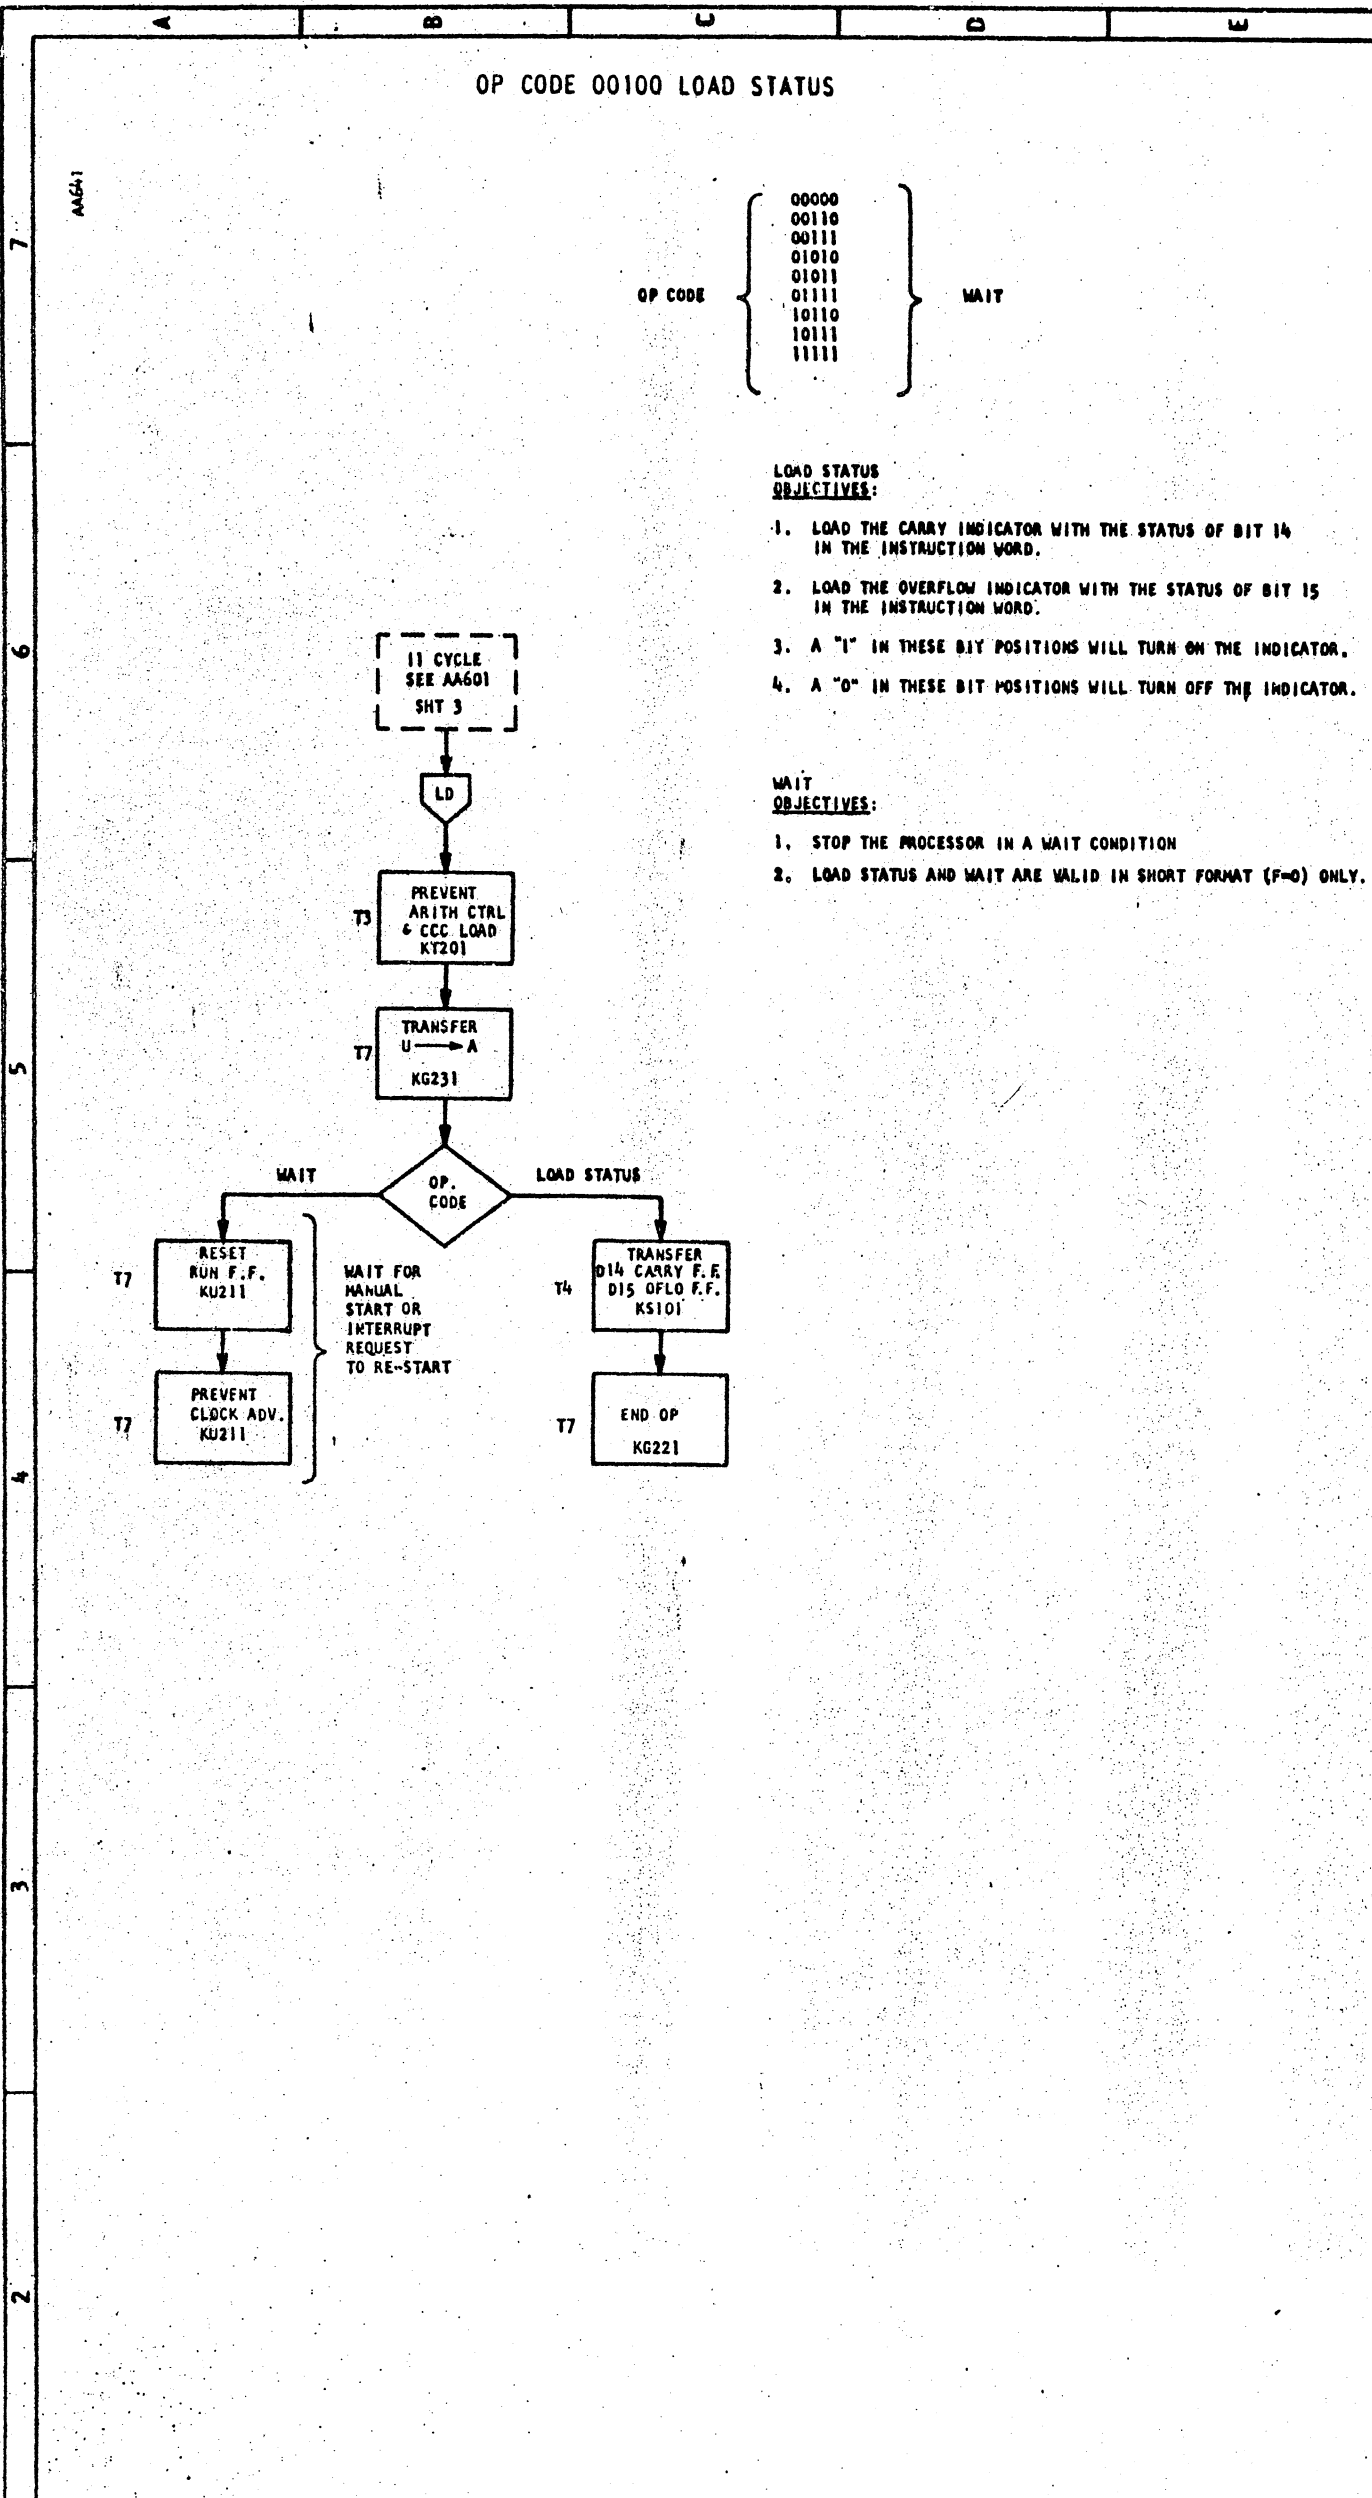 A B C D E
OP CODE 00100 LOAD STATUS
AA641
7
00000
00110
00111
01010
01011
OP CODE 01111 WAIT
10110
10111
11111
LOAD STATUS
OBJECTIVES:
1. LOAD THE CARRY INDICATOR WITH THE STATUS OF BIT 14
IN THE INSTRUCTION WORD.
2. LOAD THE OVERFLOW INDICATOR WITH THE STATUS OF BIT 15
IN THE INSTRUCTION WORD.
3. A "1" IN THESE BIT POSITIONS WILL TURN ON THE INDICATOR.
4. A "0" IN THESE BIT POSITIONS WILL TURN OFF THE INDICATOR.
6
I1 CYCLE
SEE AA601
SHT 3
LD
WAIT
OBJECTIVES:
1. STOP THE PROCESSOR IN A WAIT CONDITION
2. LOAD STATUS AND WAIT ARE VALID IN SHORT FORMAT (F=0) ONLY.
T3
PREVENT
ARITH CTRL
& CCC LOAD
KT201
5
T7
TRANSFER
U → A
KG231
WAIT
OP.
CODE
LOAD STATUS
T7
RESET
RUN F.F.
KU211
T7
PREVENT
CLOCK ADV.
KU211
WAIT FOR
MANUAL
START OR
INTERRUPT
REQUEST
TO RE-START
T4
TRANSFER
D14 CARRY F.F.
D15 OFLO F.F.
KS101
T7
END OP
KG221
4
3
2